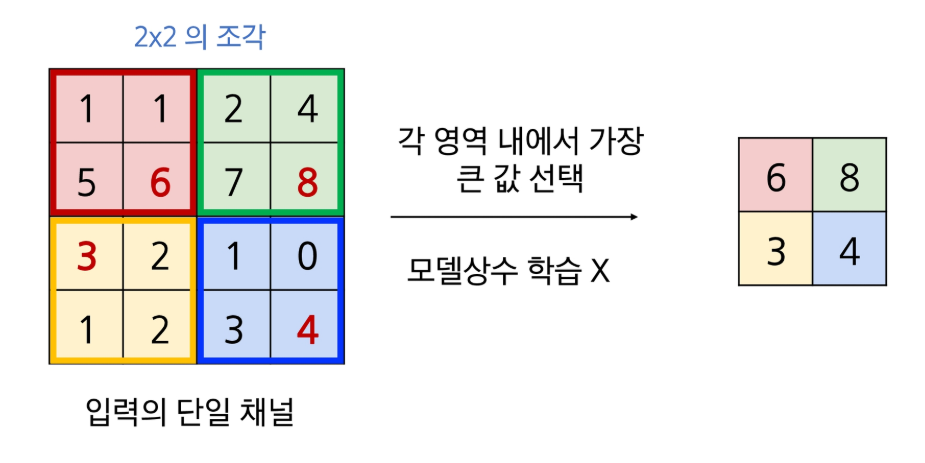 2x2 의 조각
1 1 2 4
5 6 7 8
3 2 1 0
1 2 3 4
입력의 단일 채널
각 영역 내에서 가장
큰 값 선택
모델상수 학습 X
6 8
3 4